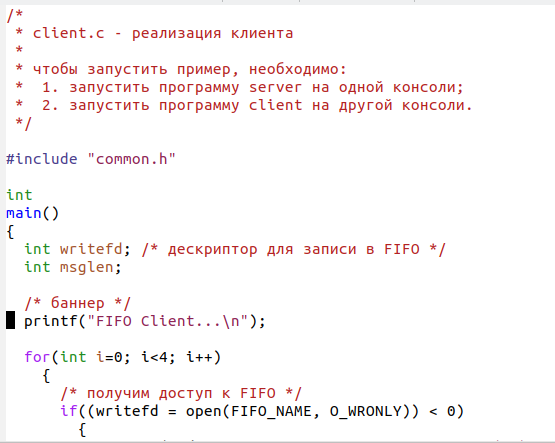 /*
 * client.c - реализация клиента
 *
 * чтобы запустить пример, необходимо:
 *  1. запустить программу server на одной консоли;
 *  2. запустить программу client на другой консоли.
 */

#include "common.h"

int
main()
{
  int writefd; /* дескриптор для записи в FIFO */
  int msglen;

  /* баннер */
  printf("FIFO Client...\n");

  for(int i=0; i<4; i++)
    {
      /* получим доступ к FIFO */
      if((writefd = open(FIFO_NAME, O_WRONLY)) < 0)
        {